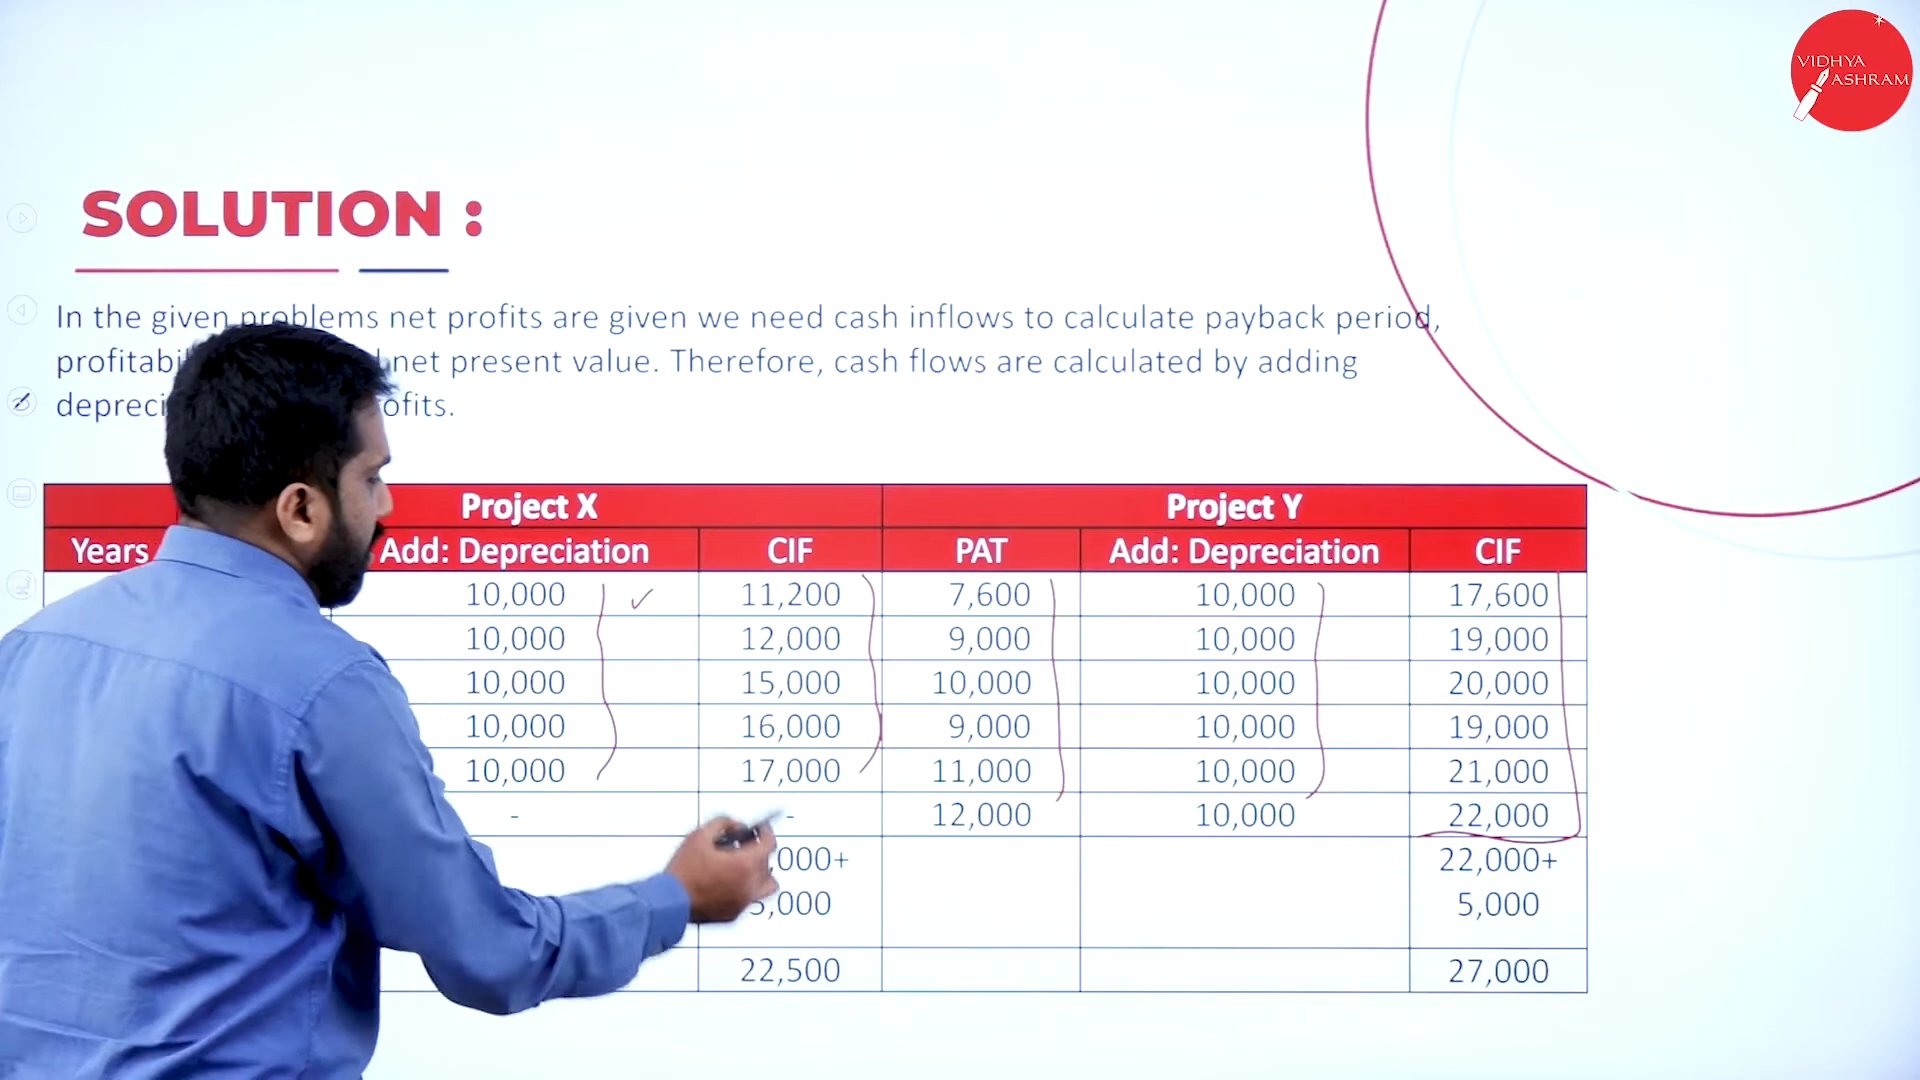 VIDHYA
ASHRAM
SOLUTION :
In the given problems net profits are given we need cash inflows to calculate payback period,
net present value. Therefore, cash flows are calculated by adding
Project X Project Y
Years Add: Depreciation CIF PAT Add: Depreciation CIF
10,000 11,200 7,600 10,000 17,600
10,000 12,000 9,000 10,000 19,000
10,000 15,000 10,000 10,000 20,000
10,000 16,000 9,000 10,000 19,000
10,000 17,000 11,000 10,000 21,000
- - 12,000 10,000 22,000
22,000+
5,000
22,500 27,000